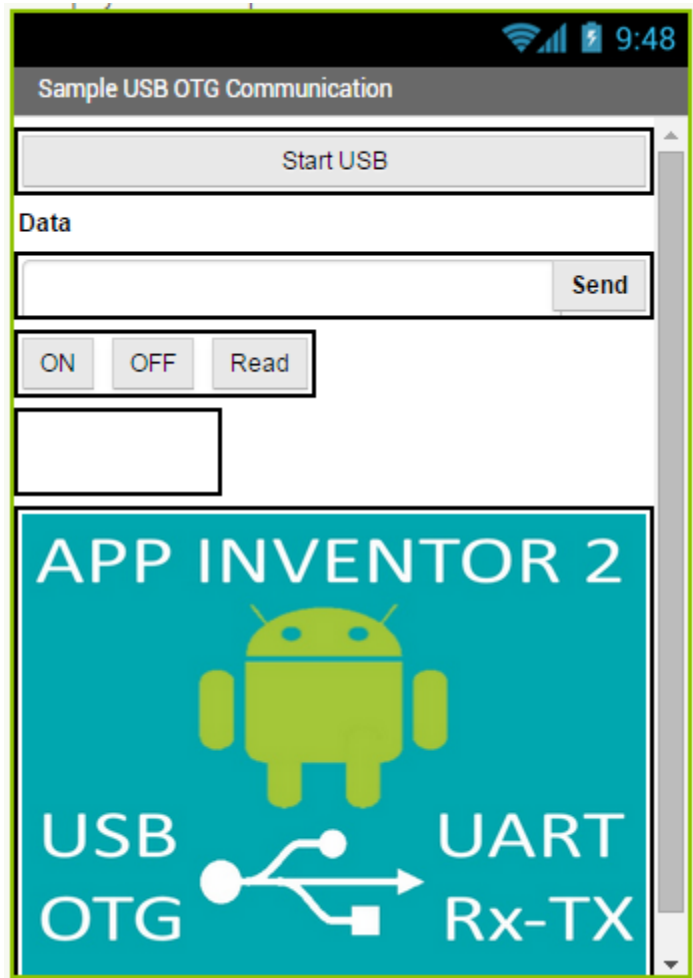 9:48
Sample USB OTG Communication
Start USB
Data
Send
ON OFF Read
APP INVENTOR 2
USB UART
OTG Rx-TX